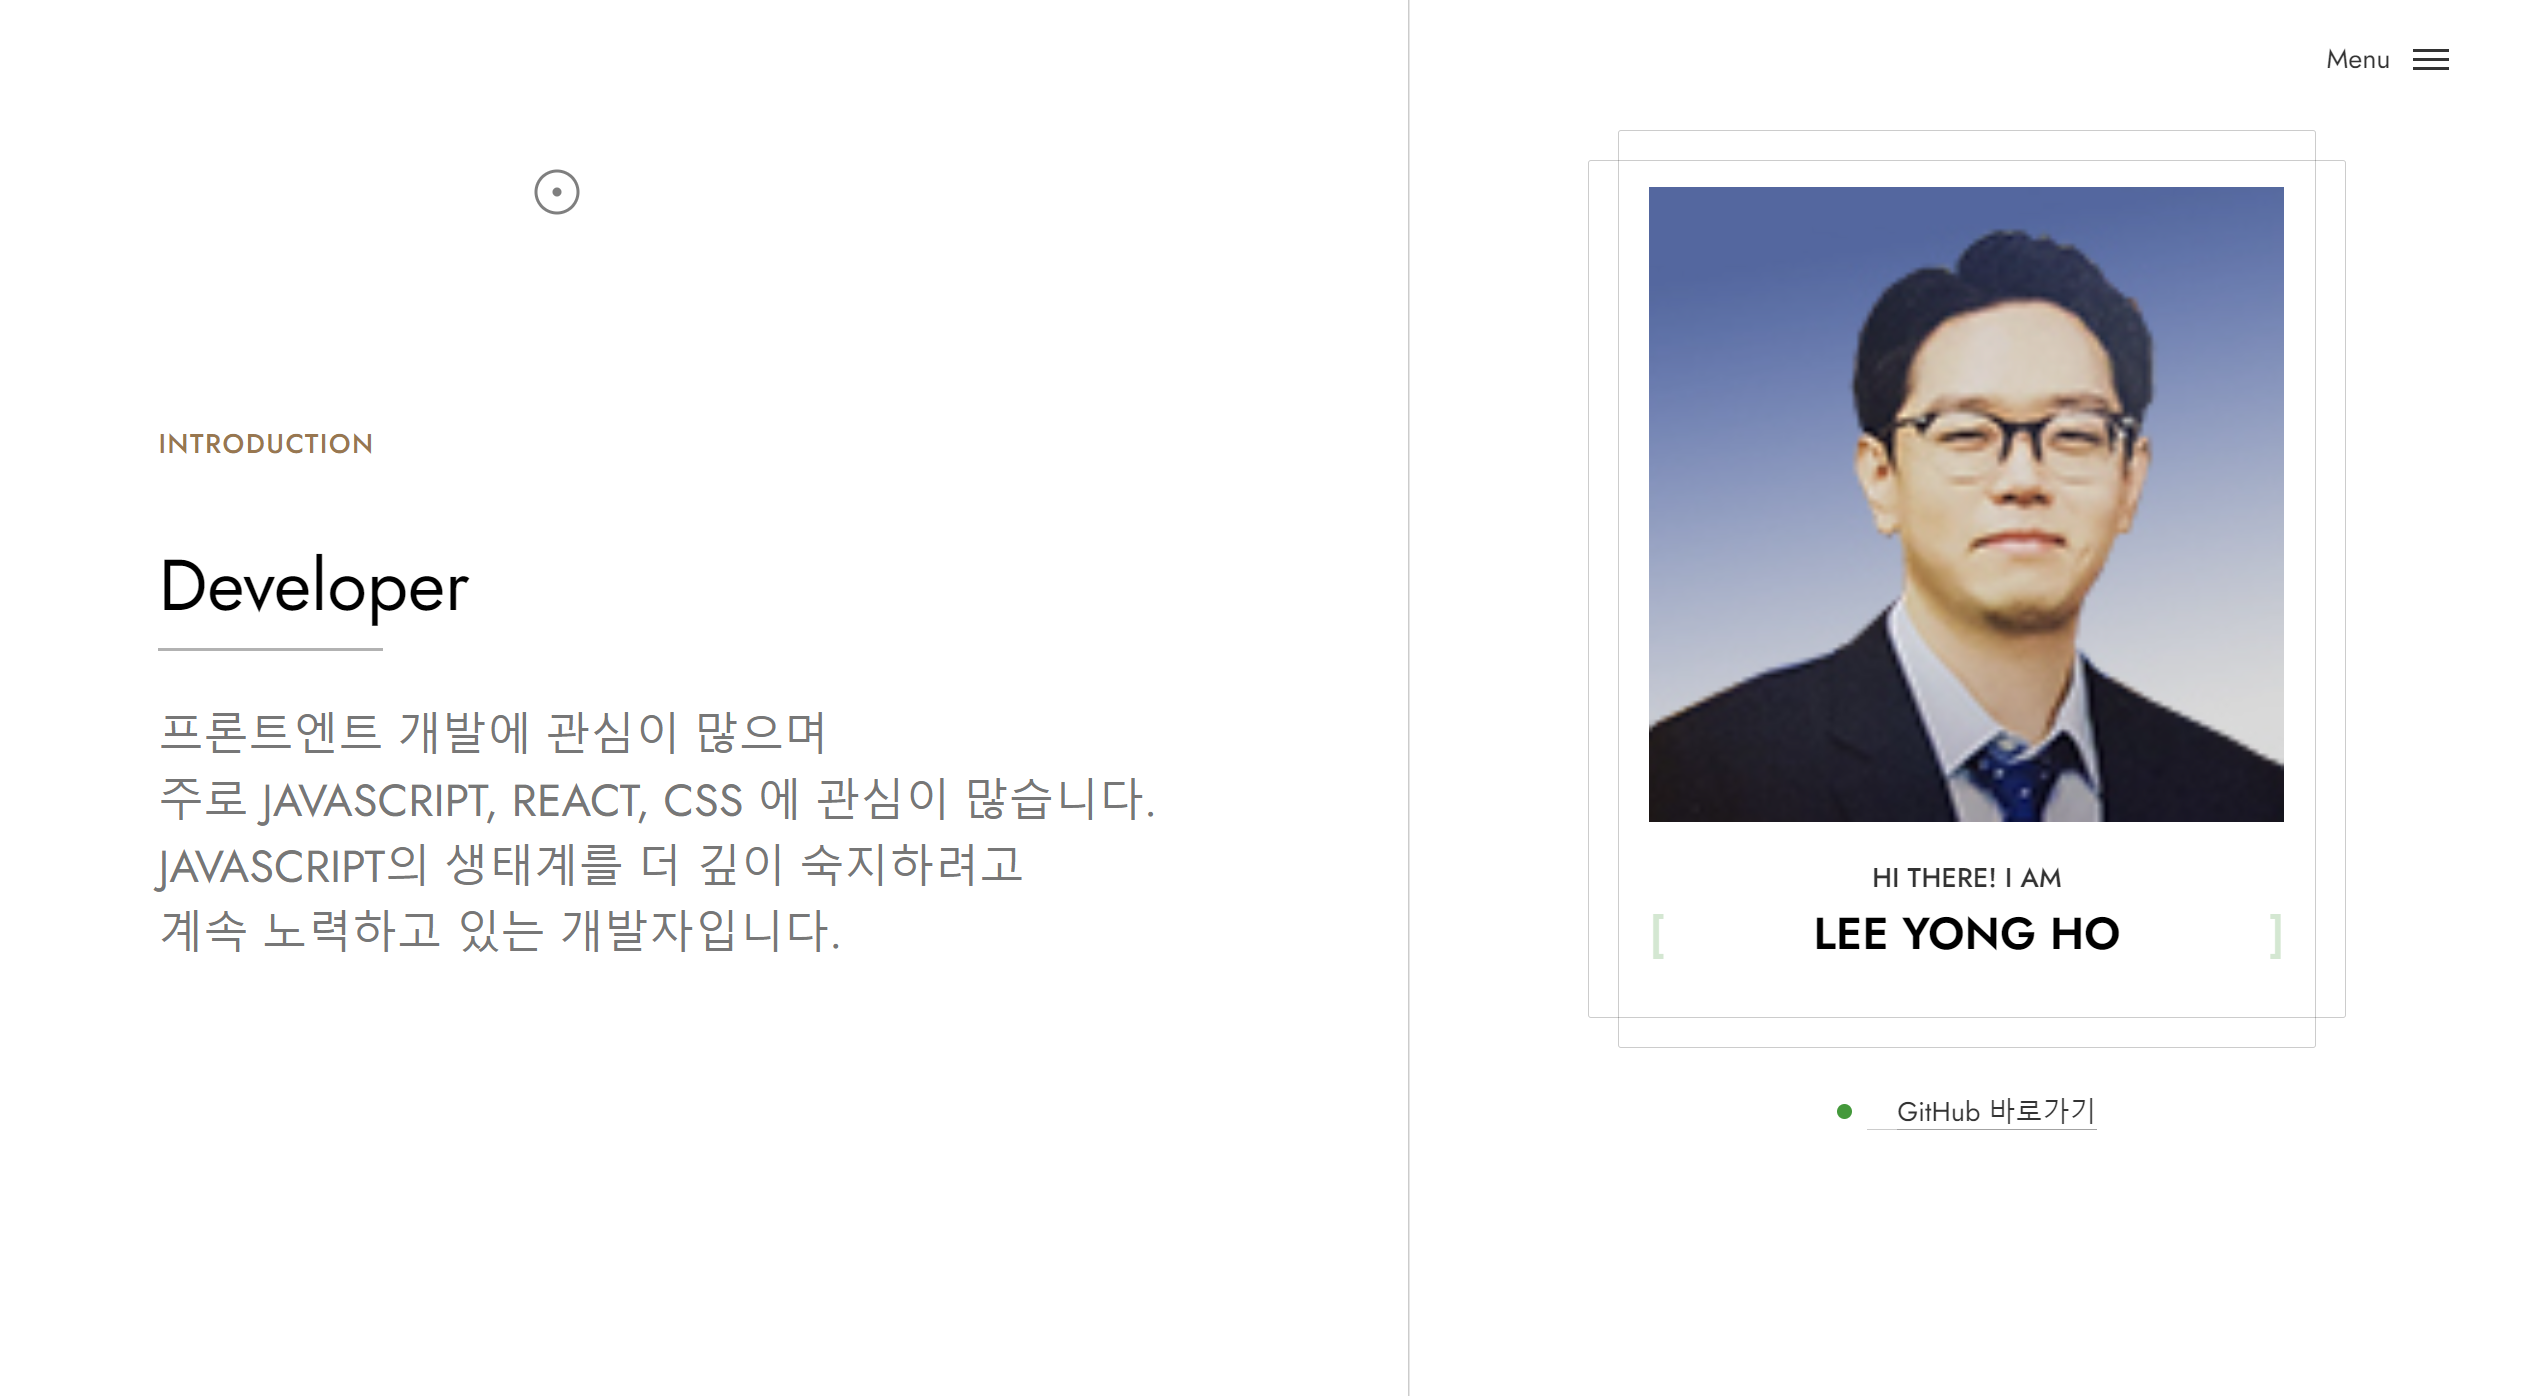 Menu
INTRODUCTION
Developer
프론트엔트 개발에 관심이 많으며
주로 JAVASCRIPT, REACT, CSS 에 관심이 많습니다.
JAVASCRIPT의 생태계를 더 깊이 숙지하려고
계속 노력하고 있는 개발자입니다.
HI THERE! I AM
[ LEE YONG HO ]
GitHub 바로가기